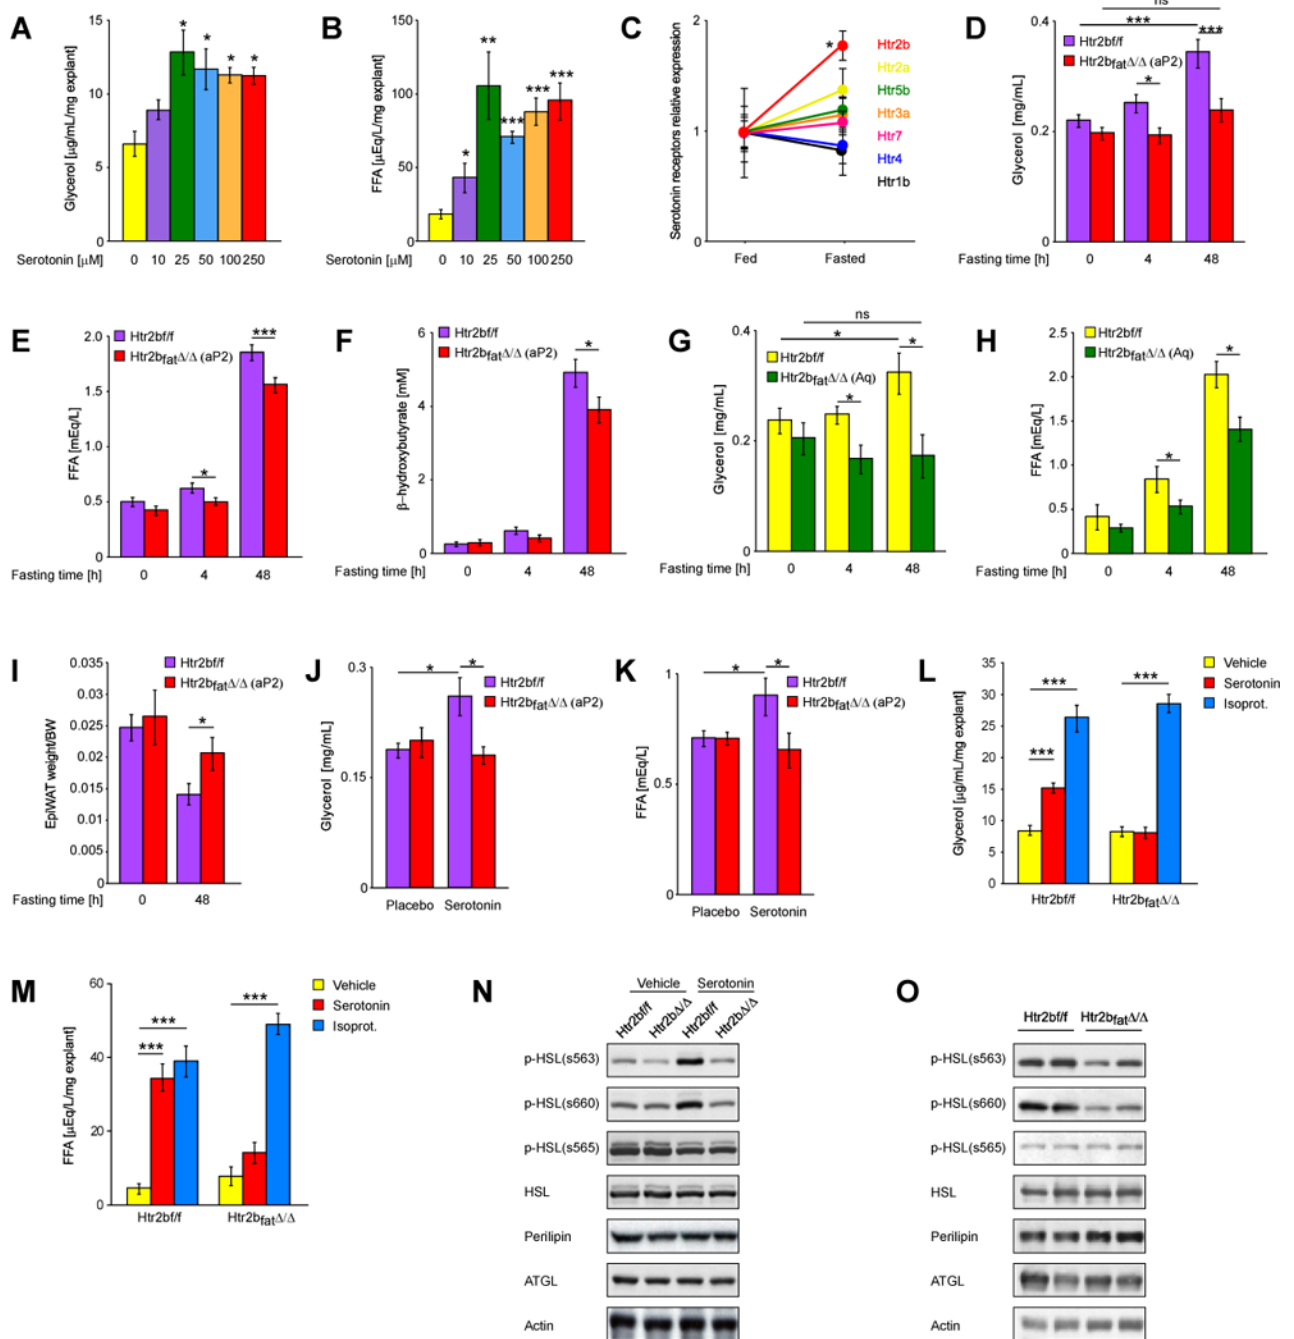 A
Glycerol [µg/mL/mg explant]
15
10
5
0
* * * *
Serotonin [µM] 0 10 25 50 100 250
B
FFA [µEq/L/mg explant]
150
100
50
0
* ** *** *** ***
Serotonin [µM] 0 10 25 50 100 250
C
Serotonin receptors relative expression
2
1
0
*
Htr2b
Htr2a
Htr5b
Htr3a
Htr7
Htr4
Htr1b
Fed Fasted
D
Glycerol [mg/mL]
0.4
0.2
0
ns
***
***
*
Htr2bf/f
Htr2bfatΔ/Δ (aP2)
Fasting time [h] 0 4 48
E
FFA [mEq/L]
2.0
1.5
1.0
0.5
0
Htr2bf/f
Htr2bfatΔ/Δ (aP2)
***
*
Fasting time [h] 0 4 48
F
β-hydroxybutyrate [mM]
6
4
2
0
Htr2bf/f
Htr2bfatΔ/Δ (aP2)
*
Fasting time [h] 0 4 48
G
Glycerol [mg/mL]
0.4
0.2
0
ns
*
*
*
Htr2bf/f
Htr2bfatΔ/Δ (Aq)
Fasting time [h] 0 4 48
H
FFA [mEq/L]
2.5
2.0
1.5
1.0
0.5
0
Htr2bf/f
Htr2bfatΔ/Δ (Aq)
*
*
Fasting time [h] 0 4 48
I
EpiWAT weight/BW
0.035
0.03
0.025
0.02
0.015
0.01
0.005
0
Htr2bf/f
Htr2bfatΔ/Δ (aP2)
*
Fasting time [h] 0 48
J
Glycerol [mg/mL]
0.3
0.15
0
* *
Htr2bf/f
Htr2bfatΔ/Δ (aP2)
Placebo Serotonin
K
FFA [mEq/L]
1
0.5
0
* *
Htr2bf/f
Htr2bfatΔ/Δ (aP2)
Placebo Serotonin
L
Glycerol [µg/mL/mg explant]
35
30
25
20
15
10
5
0
*** ***
***
Vehicle
Serotonin
Isoprot.
Htr2bf/f Htr2bfatΔ/Δ
M
FFA [µEq/L/mg explant]
60
40
20
0
***
***
***
Vehicle
Serotonin
Isoprot.
Htr2bf/f Htr2bfatΔ/Δ
N
Vehicle Serotonin
Htr2bf/f Htr2bΔ/Δ Htr2bf/f Htr2bΔ/Δ
p-HSL(s563)
p-HSL(s660)
p-HSL(s565)
HSL
Perilipin
ATGL
Actin
O
Htr2bf/f Htr2bfatΔ/Δ
p-HSL(s563)
p-HSL(s660)
p-HSL(s565)
HSL
Perilipin
ATGL
Actin